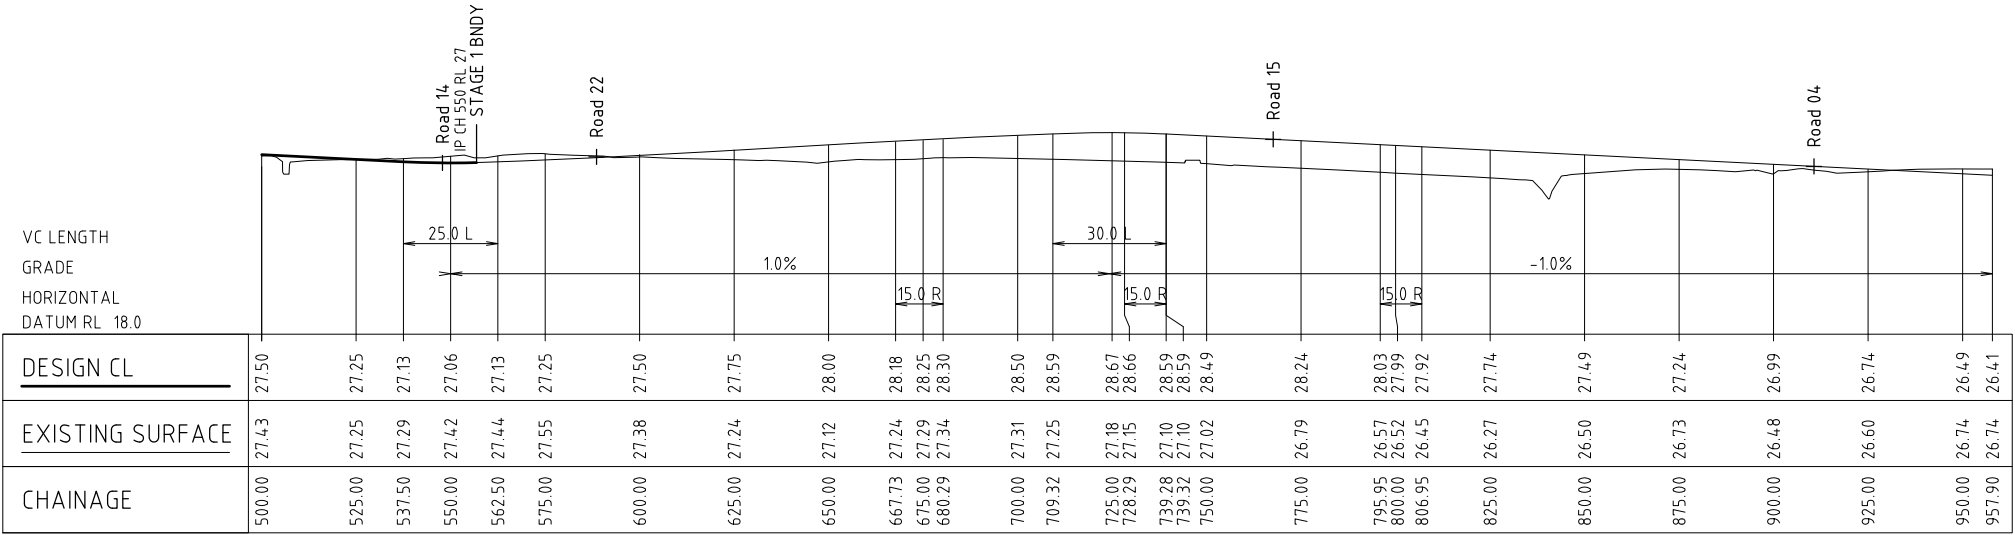 Road 14
IP CH 550 RL 27
STAGE 1 BNDY
Road 22
Road 15
Road 04
VC LENGTH 25.0 L 30.0 L
GRADE 1.0% -1.0%
HORIZONTAL 15.0 R 15.0 R 15.0 R
DATUM RL 18.0
DESIGN CL 27.50 27.25 27.13 27.06 27.13 27.25 27.50 27.75 28.00 28.18 28.25 28.30 28.50 28.59 28.67 28.66 28.59 28.59 28.49 28.24 28.03 27.99 27.92 27.74 27.49 27.24 26.99 26.74 26.49 26.41
EXISTING SURFACE 27.43 27.25 27.29 27.42 27.44 27.55 27.38 27.24 27.12 27.24 27.29 27.34 27.31 27.25 27.18 27.15 27.10 27.10 27.02 26.79 26.57 26.52 26.45 26.27 26.50 26.73 26.48 26.60 26.74 26.74
CHAINAGE 500.00 525.00 537.50 550.00 562.50 575.00 600.00 625.00 650.00 667.73 675.00 680.29 700.00 709.32 725.00 728.29 739.28 739.32 750.00 775.00 795.95 800.00 806.95 825.00 850.00 875.00 900.00 925.00 950.00 957.90